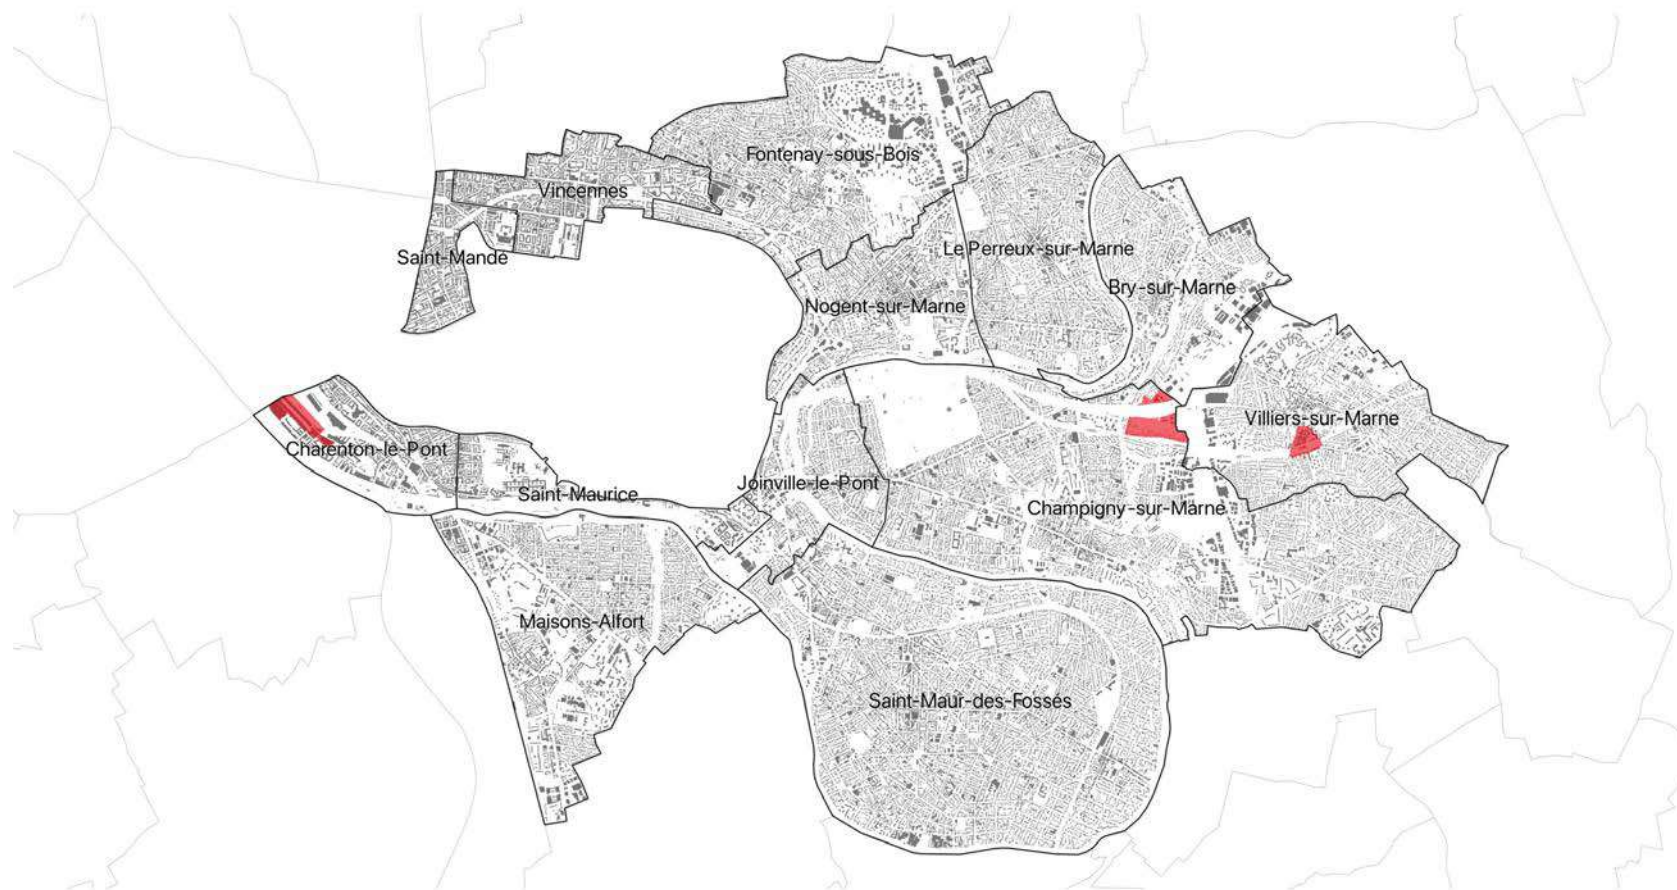 Fontenay-sous-Bois
Vincennes
Le Perreux-sur-Marne
Saint-Mandé
Bry-sur-Marne
Nogent-sur-Marne
Villiers-sur-Marne
Charenton-le-Pont
Joinville-le-Pont
Saint-Maurice
Champigny-sur-Marne
Maisons-Alfort
Saint-Maur-des-Fossés